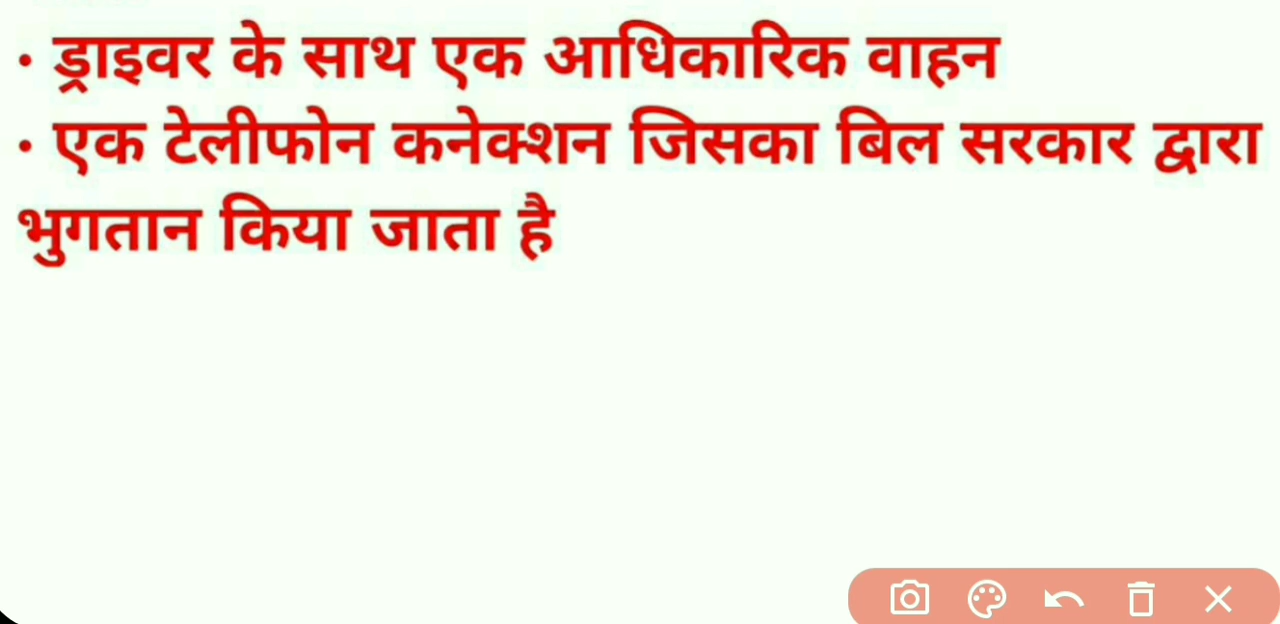 • ड्राइवर के साथ एक आधिकारिक वाहन
• एक टेलीफोन कनेक्शन जिसका बिल सरकार द्वारा
भुगतान किया जाता है